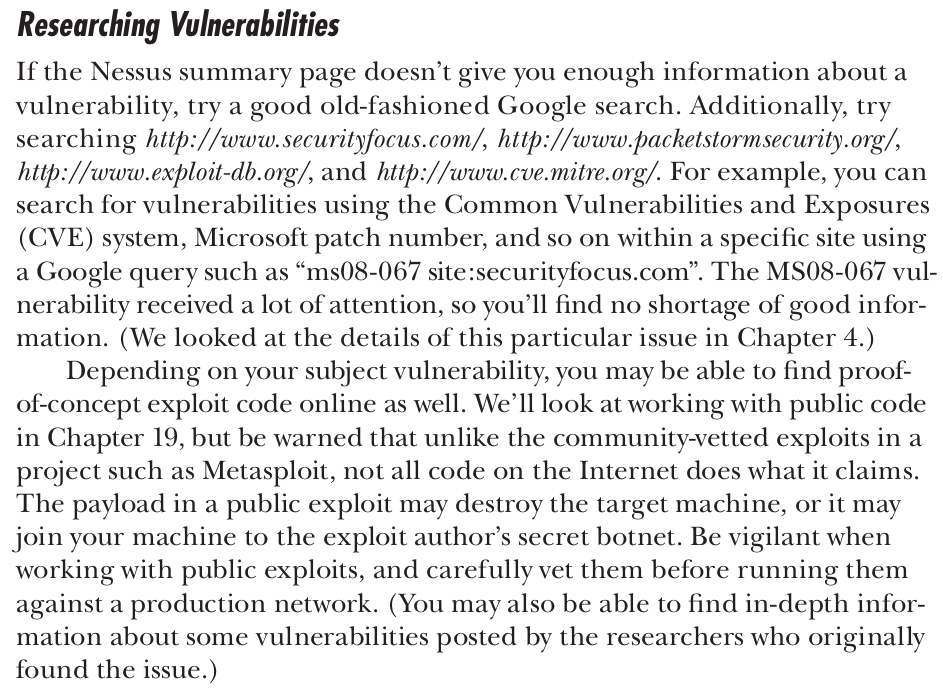 Researching Vulnerabilities
If the Nessus summary page doesn’t give you enough information about a
vulnerability, try a good old-fashioned Google search. Additionally, try
searching http://www.securityfocus.com/, http://www.packetstormsecurity.org/,
http://www.exploit-db.org/, and http://www.cve.mitre.org/. For example, you can
search for vulnerabilities using the Common Vulnerabilities and Exposures
(CVE) system, Microsoft patch number, and so on within a specific site using
a Google query such as “ms08-067 site:securityfocus.com”. The MS08-067 vul-
nerability received a lot of attention, so you’ll find no shortage of good infor-
mation. (We looked at the details of this particular issue in Chapter 4.)
Depending on your subject vulnerability, you may be able to find proof-
of-concept exploit code online as well. We’ll look at working with public code
in Chapter 19, but be warned that unlike the community-vetted exploits in a
project such as Metasploit, not all code on the Internet does what it claims.
The payload in a public exploit may destroy the target machine, or it may
join your machine to the exploit author’s secret botnet. Be vigilant when
working with public exploits, and carefully vet them before running them
against a production network. (You may also be able to find in-depth infor-
mation about some vulnerabilities posted by the researchers who originally
found the issue.)